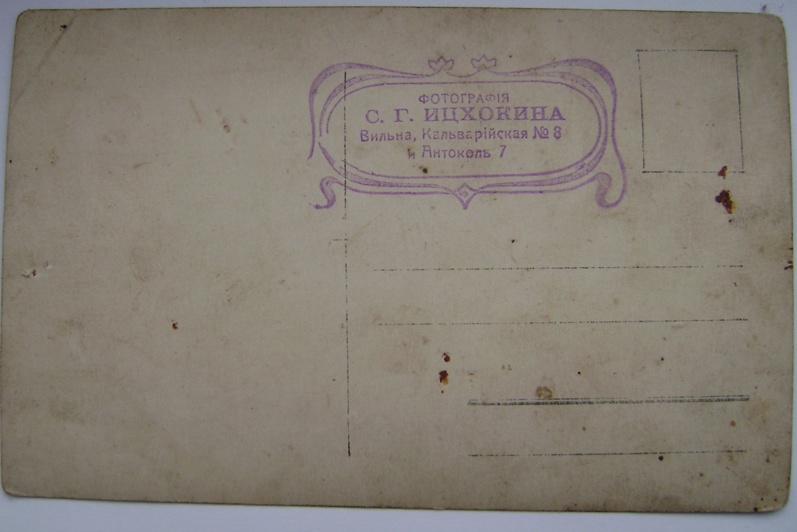 ФОТОГРАФІЯ
С. Г. ИЦХОКИНА
Вильна, Кальварійская № 8
и Антоколь 7